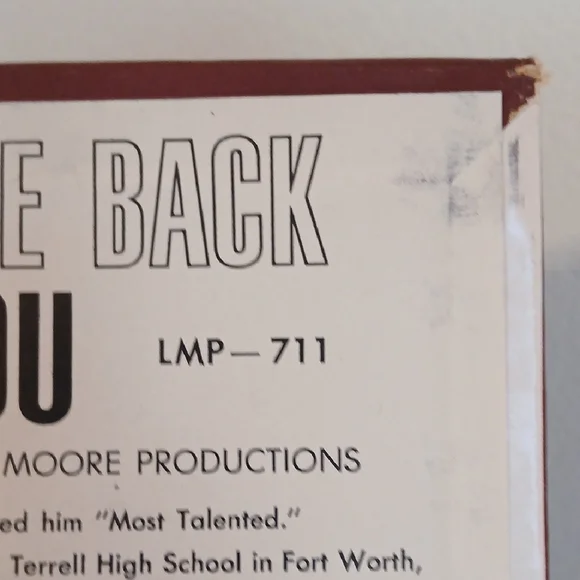 E BACK
OU
LMP—711
MOORE PRODUCTIONS
ed him "Most Talented."
Terrell High School in Fort Worth,